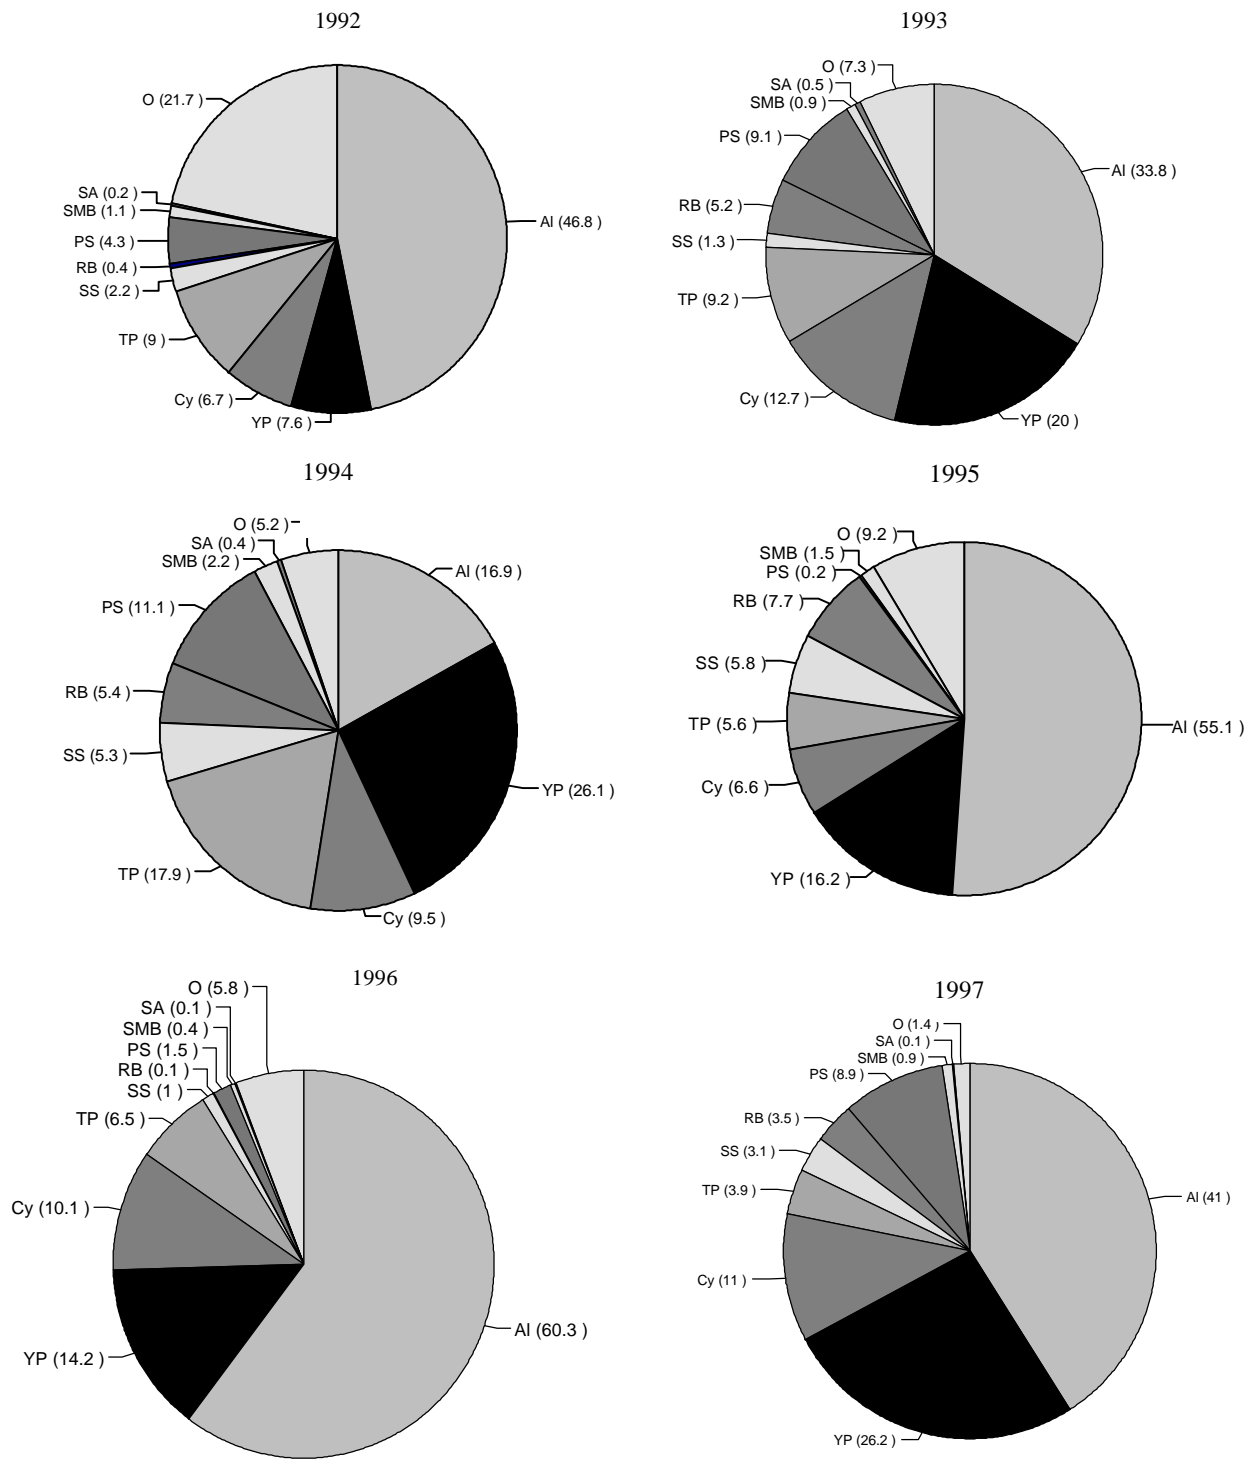 1992
O (21.7 )
SA (0.2 )
SMB (1.1 )
PS (4.3 )
RB (0.4 )
SS (2.2 )
TP (9 )
Cy (6.7 )
YP (7.6 )
Al (46.8 )
1993
O (7.3 )
SA (0.5 )
SMB (0.9 )
PS (9.1 )
RB (5.2 )
SS (1.3 )
TP (9.2 )
Cy (12.7 )
YP (20 )
Al (33.8 )
1994
O (5.2 )
SA (0.4 )
SMB (2.2 )
PS (11.1 )
RB (5.4 )
SS (5.3 )
TP (17.9 )
Cy (9.5 )
YP (26.1 )
Al (16.9 )
1995
O (9.2 )
SMB (1.5 )
PS (0.2 )
RB (7.7 )
SS (5.8 )
TP (5.6 )
Cy (6.6 )
YP (16.2 )
Al (55.1 )
1996
O (5.8 )
SA (0.1 )
SMB (0.4 )
PS (1.5 )
RB (0.1 )
SS (1 )
TP (6.5 )
Cy (10.1 )
YP (14.2 )
Al (60.3 )
1997
O (1.4 )
SA (0.1 )
SMB (0.9 )
PS (8.9 )
RB (3.5 )
SS (3.1 )
TP (3.9 )
Cy (11 )
YP (26.2 )
Al (41 )